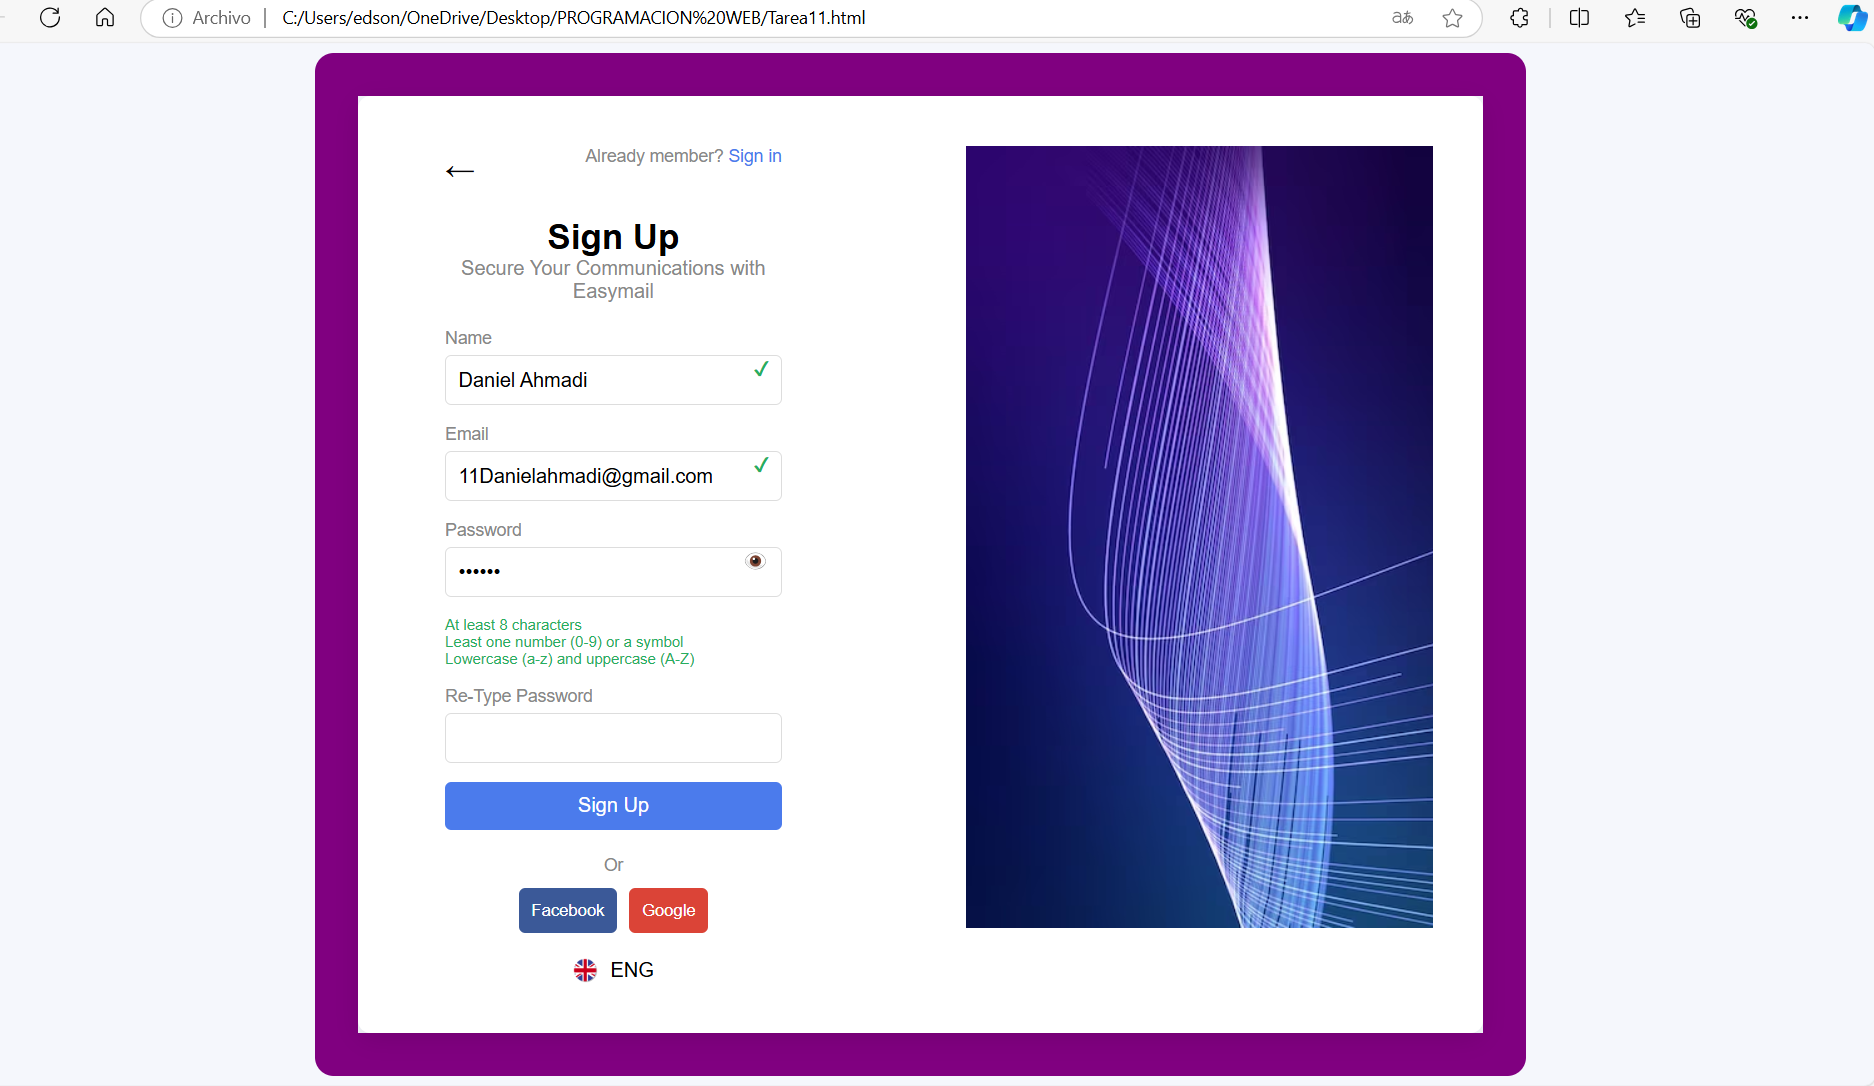 Archivo
C:/Users/edson/OneDrive/Desktop/PROGRAMACION%20WEB/Tarea11.html
aあ
Already member? Sign in
Sign Up
Secure Your Communications with
Easymail
Name
Daniel Ahmadi
Email
11Danielahmadi@gmail.com
Password
••••••
At least 8 characters
Least one number (0-9) or a symbol
Lowercase (a-z) and uppercase (A-Z)
Re-Type Password
Sign Up
Or
Facebook Google
ENG